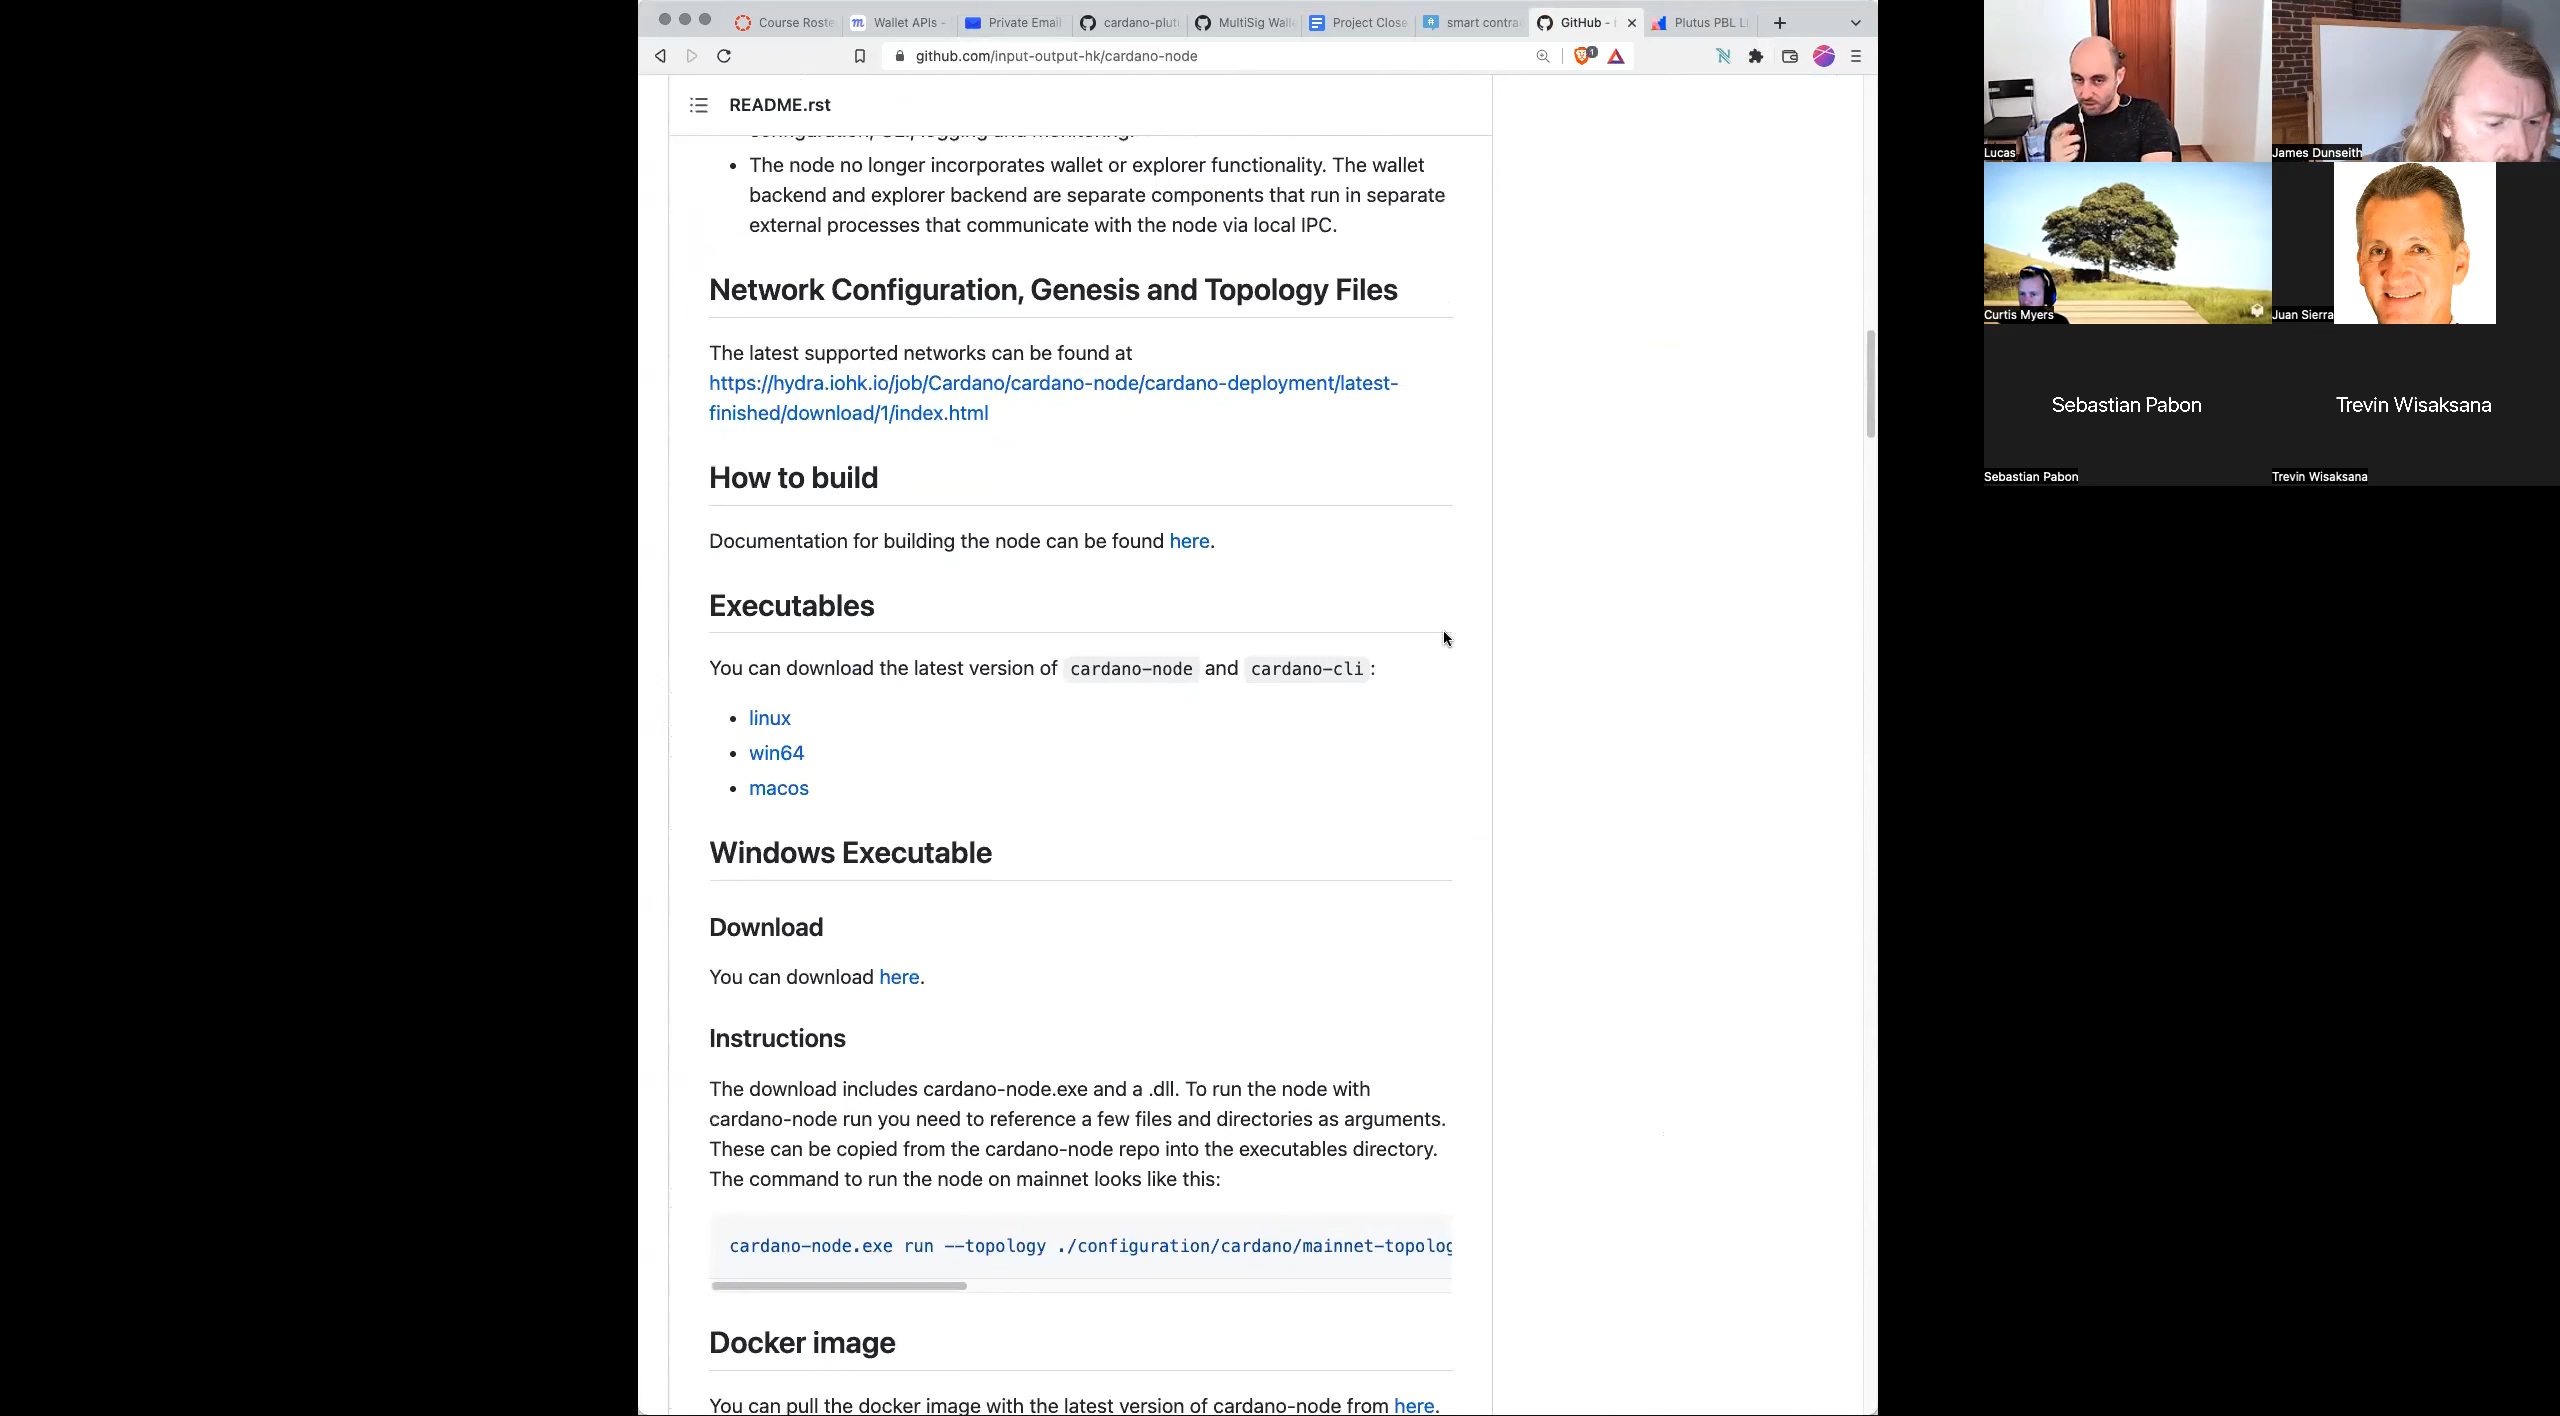 Course Roste
Wallet APIs -
Private Emai
cardano-plut
MultiSig Wall
Project Close
smart contra
GitHub - i
Plutus PBL L
github.com/input-output-hk/cardano-node
1
README.rst
The node no longer incorporates wallet or explorer functionality. The wallet
backend and explorer backend are separate components that run in separate
external processes that communicate with the node via local IPC.
Network Configuration, Genesis and Topology Files
The latest supported networks can be found at
https://hydra.iohk.io/job/Cardano/cardano-node/cardano-deployment/latest-
finished/download/1/index.html
How to build
Documentation for building the node can be found here.
Executables
You can download the latest version of cardano-node and cardano-cli:
• linux
• win64
• macos
Windows Executable
Download
You can download here.
Instructions
The download includes cardano-node.exe and a .dll. To run the node with
cardano-node run you need to reference a few files and directories as arguments.
These can be copied from the cardano-node repo into the executables directory.
The command to run the node on mainnet looks like this:
cardano-node.exe run --topology ./configuration/cardano/mainnet-topolog
Docker image
You can pull the docker image with the latest version of cardano-node from here.
Lucas
James Dunseith
Curtis Myers
Juan Sierra
Sebastian Pabon
Trevin Wisaksana
Sebastian Pabon
Trevin Wisaksana